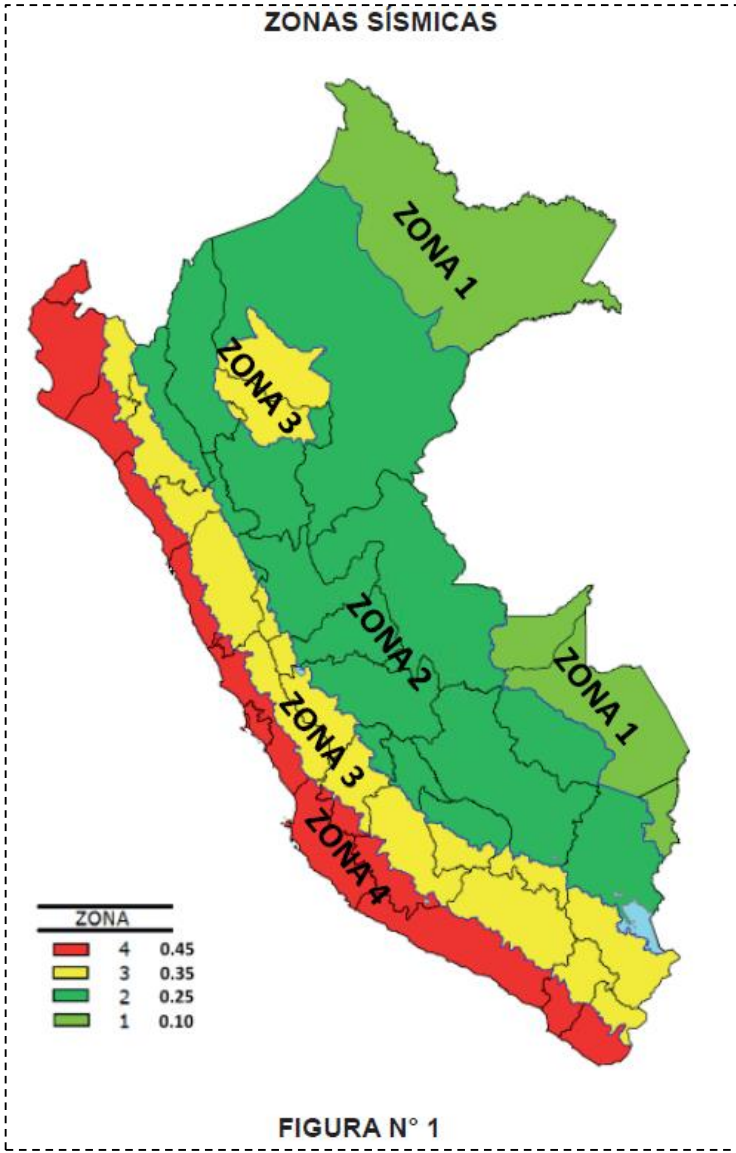 ZONAS SÍSMICAS
ZONA 1
ZONA 3
ZONA 2
ZONA 1
ZONA 3
ZONA 4
ZONA
4 0.45
3 0.35
2 0.25
1 0.10
FIGURA N° 1